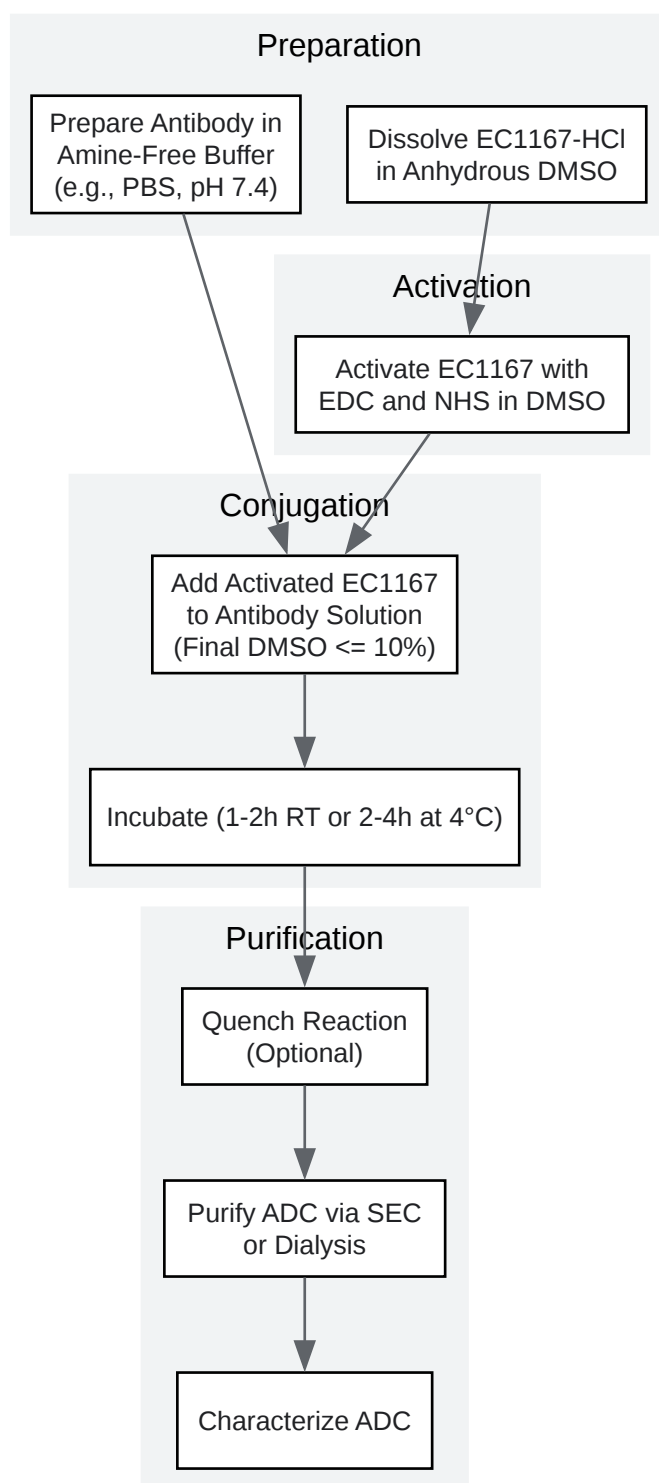 Preparation
Prepare Antibody in
Amine-Free Buffer
(e.g., PBS, pH 7.4)
Dissolve EC1167-HCl
in Anhydrous DMSO
Activation
Activate EC1167 with
EDC and NHS in DMSO
Conjugation
Add Activated EC1167
to Antibody Solution
(Final DMSO <= 10%)
Incubate (1-2h RT or 2-4h at 4°C)
Purification
Quench Reaction
(Optional)
Purify ADC via SEC
or Dialysis
Characterize ADC